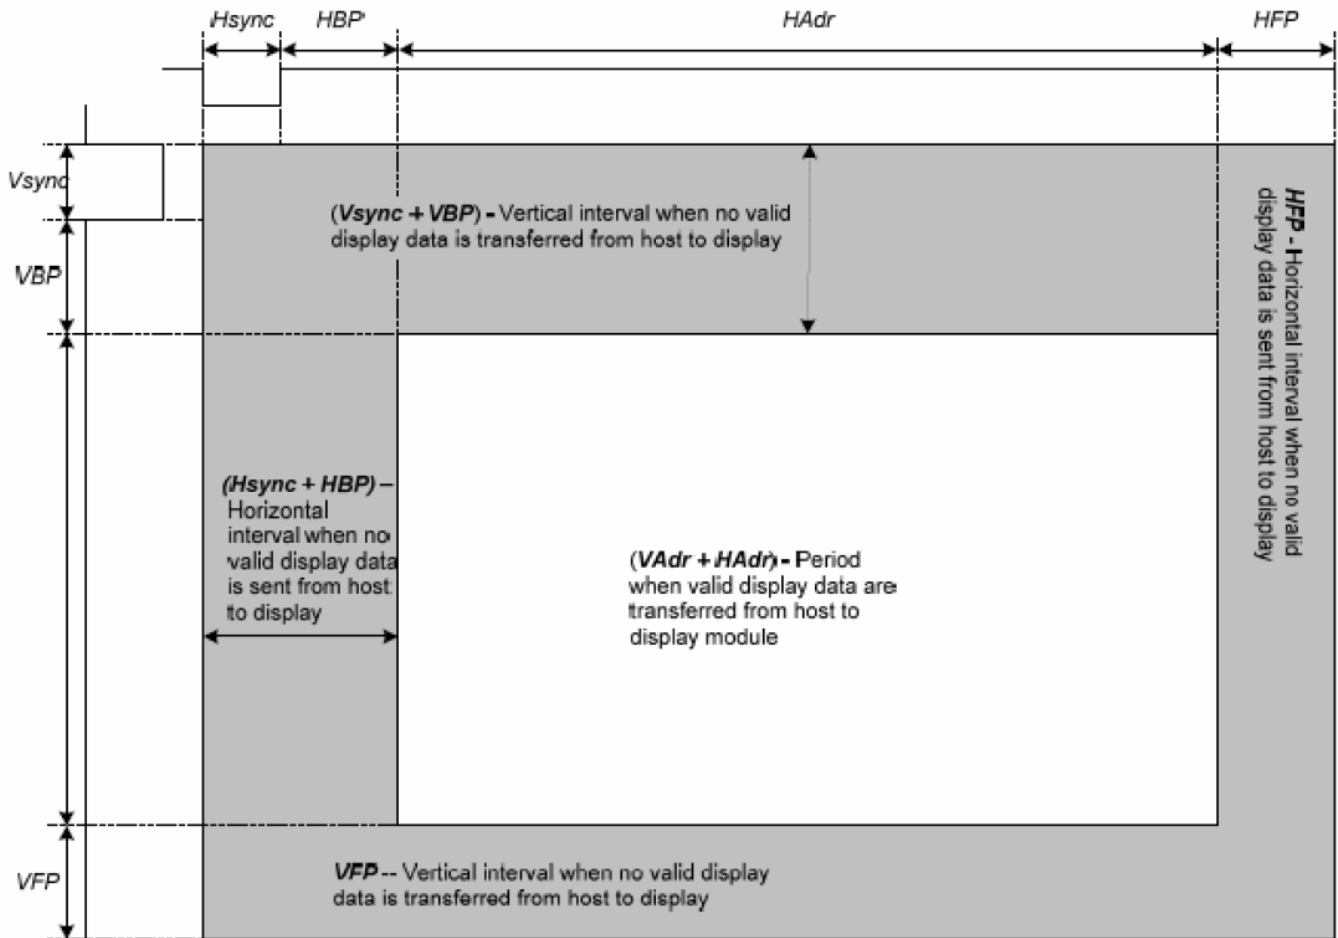 Hsync
HBP
HAdr
HFP
Vsync
VBP
VFP
(Vsync + VBP) - Vertical interval when no valid
display data is transferred from host to display
HFP - Horizontal interval when no valid
display data is sent from host to display
(Hsync + HBP) –
Horizontal
interval when no
valid display data
is sent from host
to display
(VAdr + HAdr) - Period
when valid display data are
transferred from host to
display module
VFP -- Vertical interval when no valid display
data is transferred from host to display